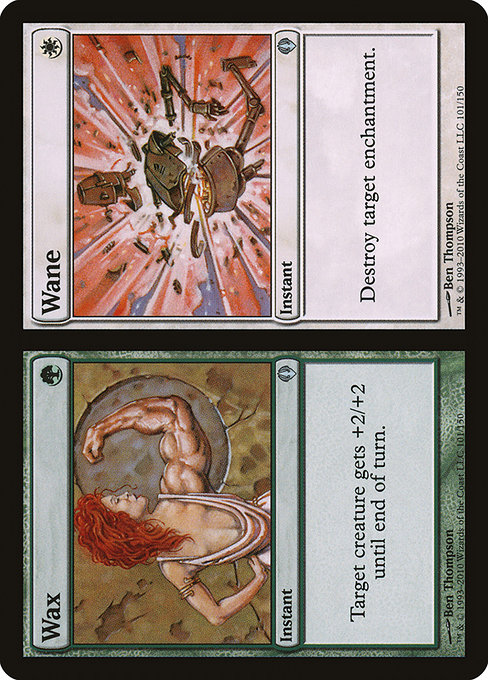 Wax
Instant
Target creature gets +2/+2
until end of turn.
Ben Thompson
™ & © 1993–2010 Wizards of the Coast LLC 101/150
Wane
Instant
Destroy target enchantment.
Ben Thompson
™ & © 1993–2010 Wizards of the Coast LLC 101/150